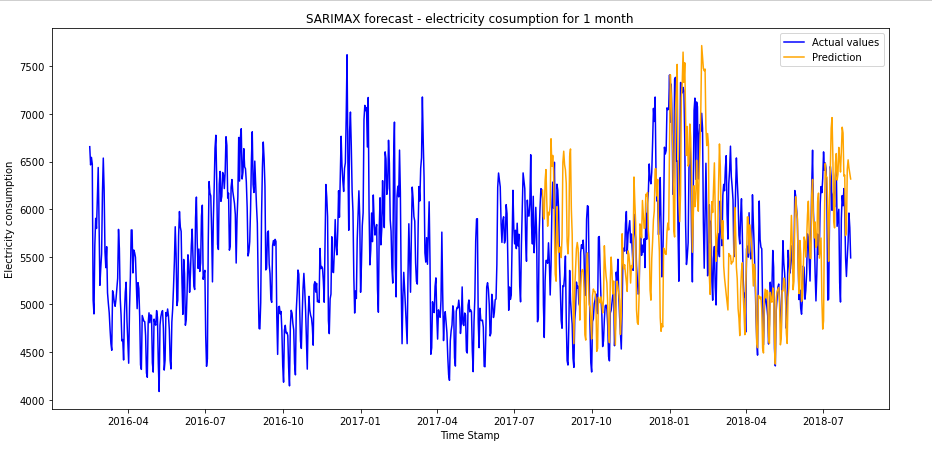 SARIMAX forecast - electricity cosumption for 1 month
Actual values
Prediction
7500
7000
6500
6000
5500
5000
4500
4000
Electricity consumption
2016-04 2016-07 2016-10 2017-01 2017-04 2017-07 2017-10 2018-01 2018-04 2018-07
Time Stamp